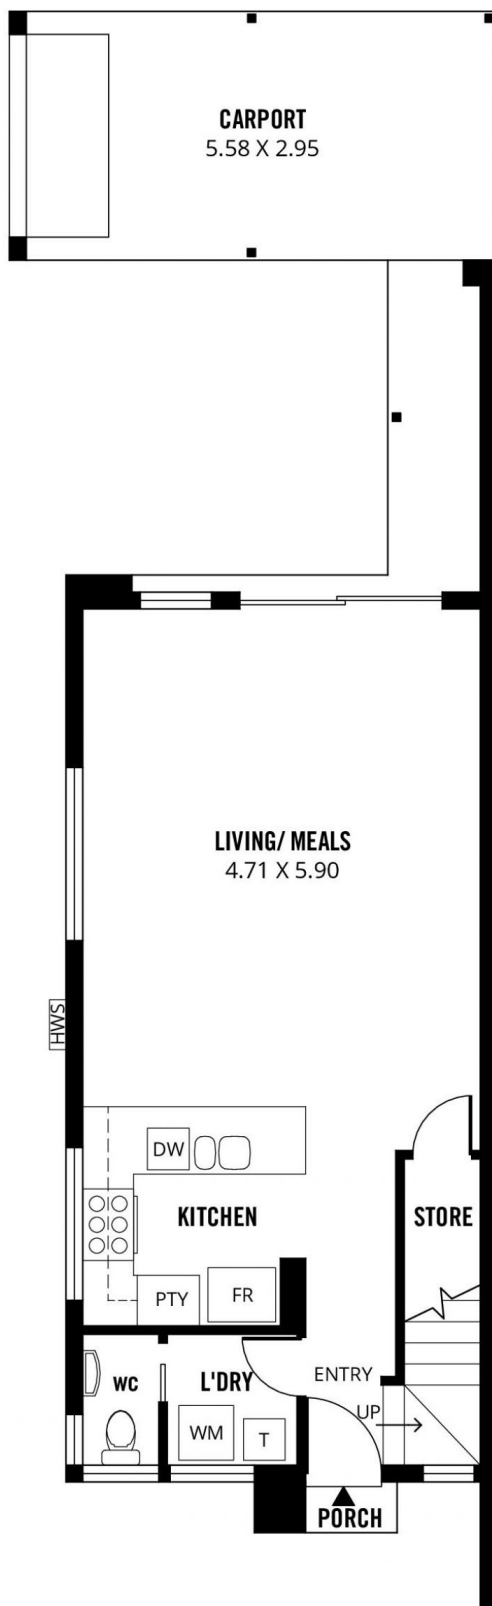 CARPORT
5.58 X 2.95
LIVING/ MEALS
4.71 X 5.90
HWS
DW
KITCHEN
STORE
PTY
FR
WC
L'DRY
ENTRY
WM
T
UP
PORCH